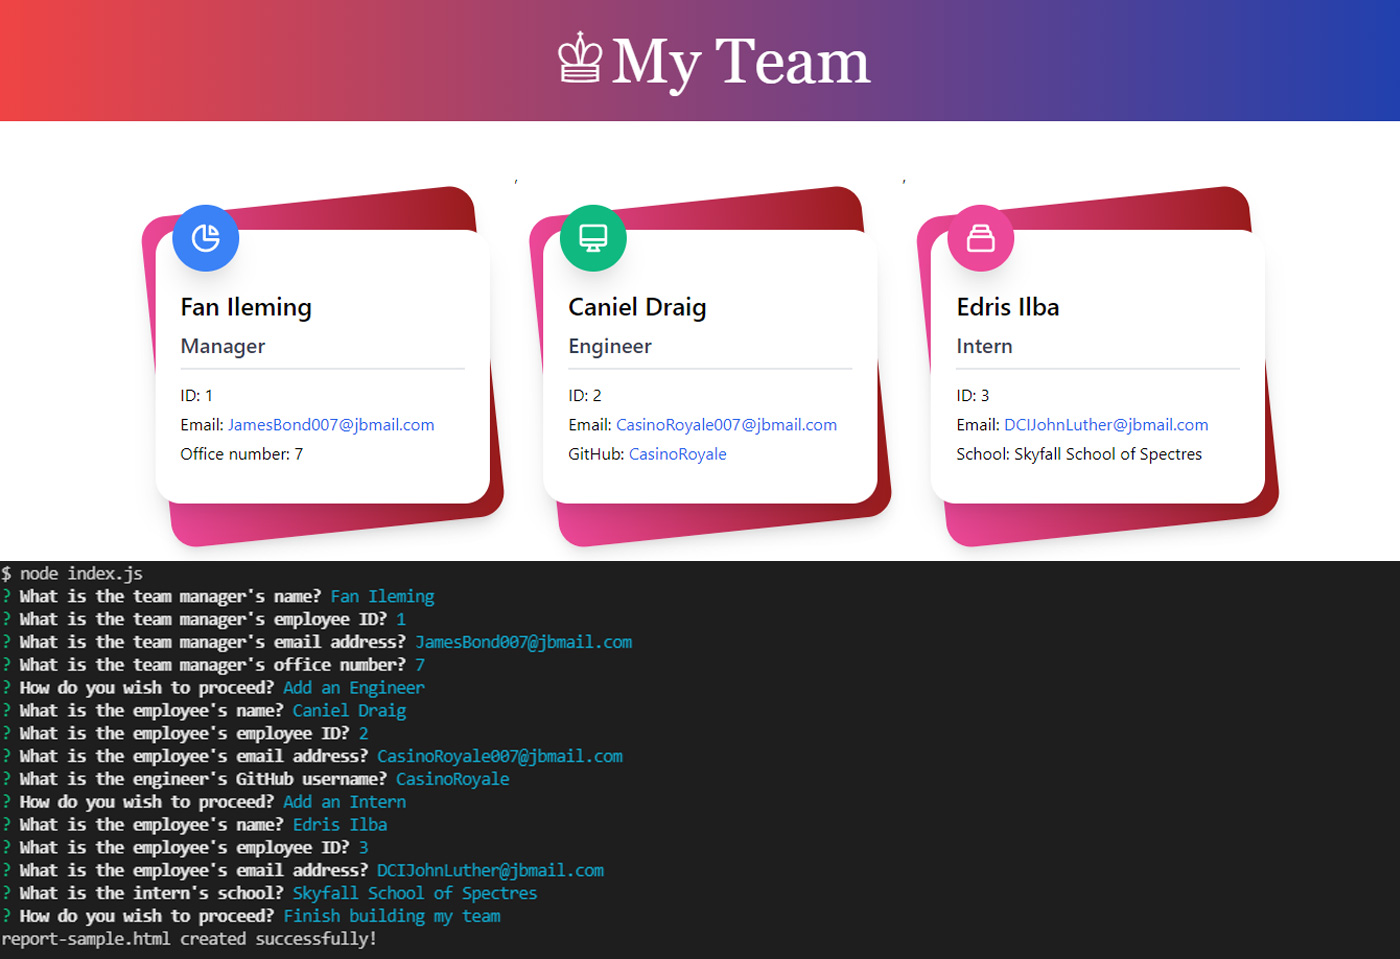 ♔ My Team
, ,
Fan Ileming
Manager
ID: 1
Email: JamesBond007@jbmail.com
Office number: 7
Caniel Draig
Engineer
ID: 2
Email: CasinoRoyale007@jbmail.com
GitHub: CasinoRoyale
Edris Ilba
Intern
ID: 3
Email: DCIJohnLuther@jbmail.com
School: Skyfall School of Spectres
$ node index.js
? What is the team manager's name? Fan Ileming
? What is the team manager's employee ID? 1
? What is the team manager's email address? JamesBond007@jbmail.com
? What is the team manager's office number? 7
? How do you wish to proceed? Add an Engineer
? What is the employee's name? Caniel Draig
? What is the employee's employee ID? 2
? What is the employee's email address? CasinoRoyale007@jbmail.com
? What is the engineer's GitHub username? CasinoRoyale
? How do you wish to proceed? Add an Intern
? What is the employee's name? Edris Ilba
? What is the employee's employee ID? 3
? What is the employee's email address? DCIJohnLuther@jbmail.com
? What is the intern's school? Skyfall School of Spectres
? How do you wish to proceed? Finish building my team
report-sample.html created successfully!